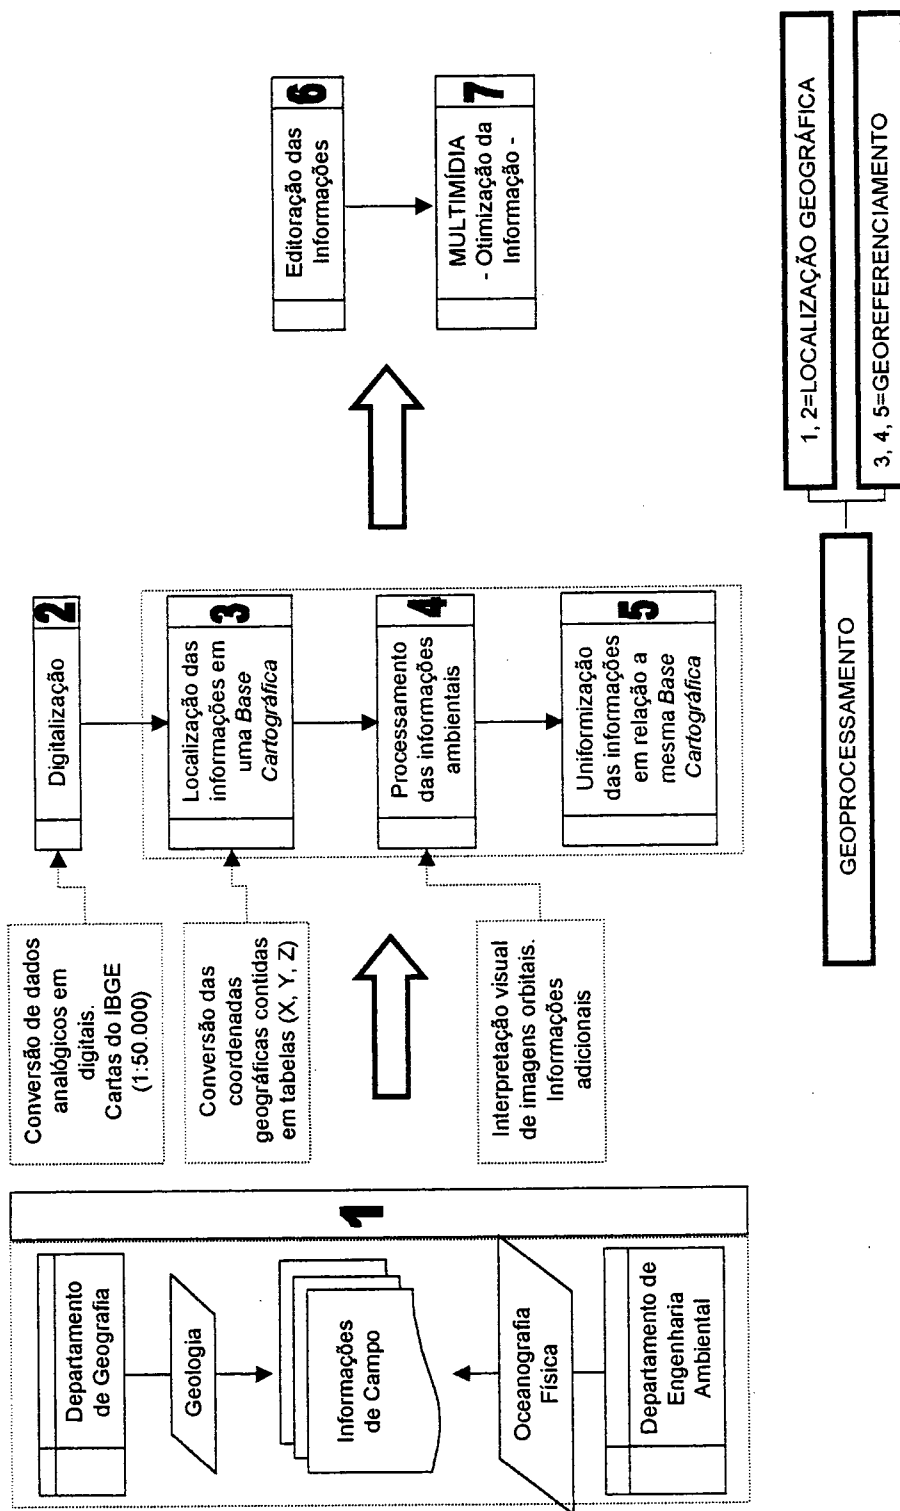 Departamento
de Geografia
Geologia
Informações
de Campo
Oceanografia
Física
Departamento de
Engenharia
Ambiental
1
Conversão de dados
analógicos em
digitais.
Cartas do IBGE
(1:50.000)
Conversão das
coordenadas
geográficas contidas
em tabelas (X, Y, Z)
Interpretação visual
de imagens orbitais.
Informações
adicionais
Digitalização
2
Localização das
informações em
uma Base
Cartográfica
3
Processamento
das informações
ambientais
4
Uniformização
das informações
em relação a
mesma Base
Cartográfica
5
Editoração das
Informações
6
MULTIMÍDIA
- Otimização da
Informação -
7
GEOPROCESSAMENTO
1, 2=LOCALIZAÇÃO GEOGRÁFICA
3, 4, 5=GEOREFERENCIAMENTO